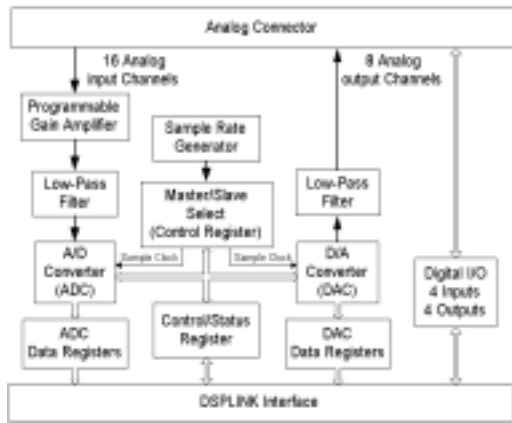 Analog Connector
16 Analog
input Channels
8 Analog
output Channels
Programmable
Gain Amplifier
Sample Rate
Generator
Low-Pass
Filter
Master/Slave
Select
(Control Register)
Low-Pass
Filter
Sample Clock
Sample Clock
A/D
Converter
(ADC)
D/A
Converter
(DAC)
Digital I/O
4 Inputs
4 Outputs
ADC
Data Registers
Control/Status
Register
DAC
Data Registers
DSPLINK Interface